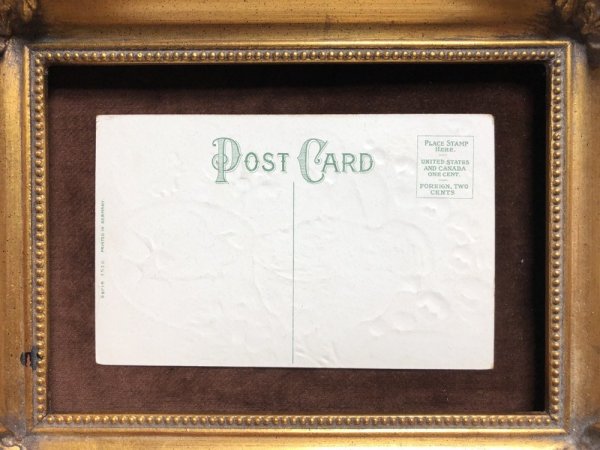 POST CARD
PLACE STAMP
HERE.
UNITED STATES
AND CANADA
ONE CENT.
FOREIGN, TWO
CENTS
PRINTED IN GERMANY.